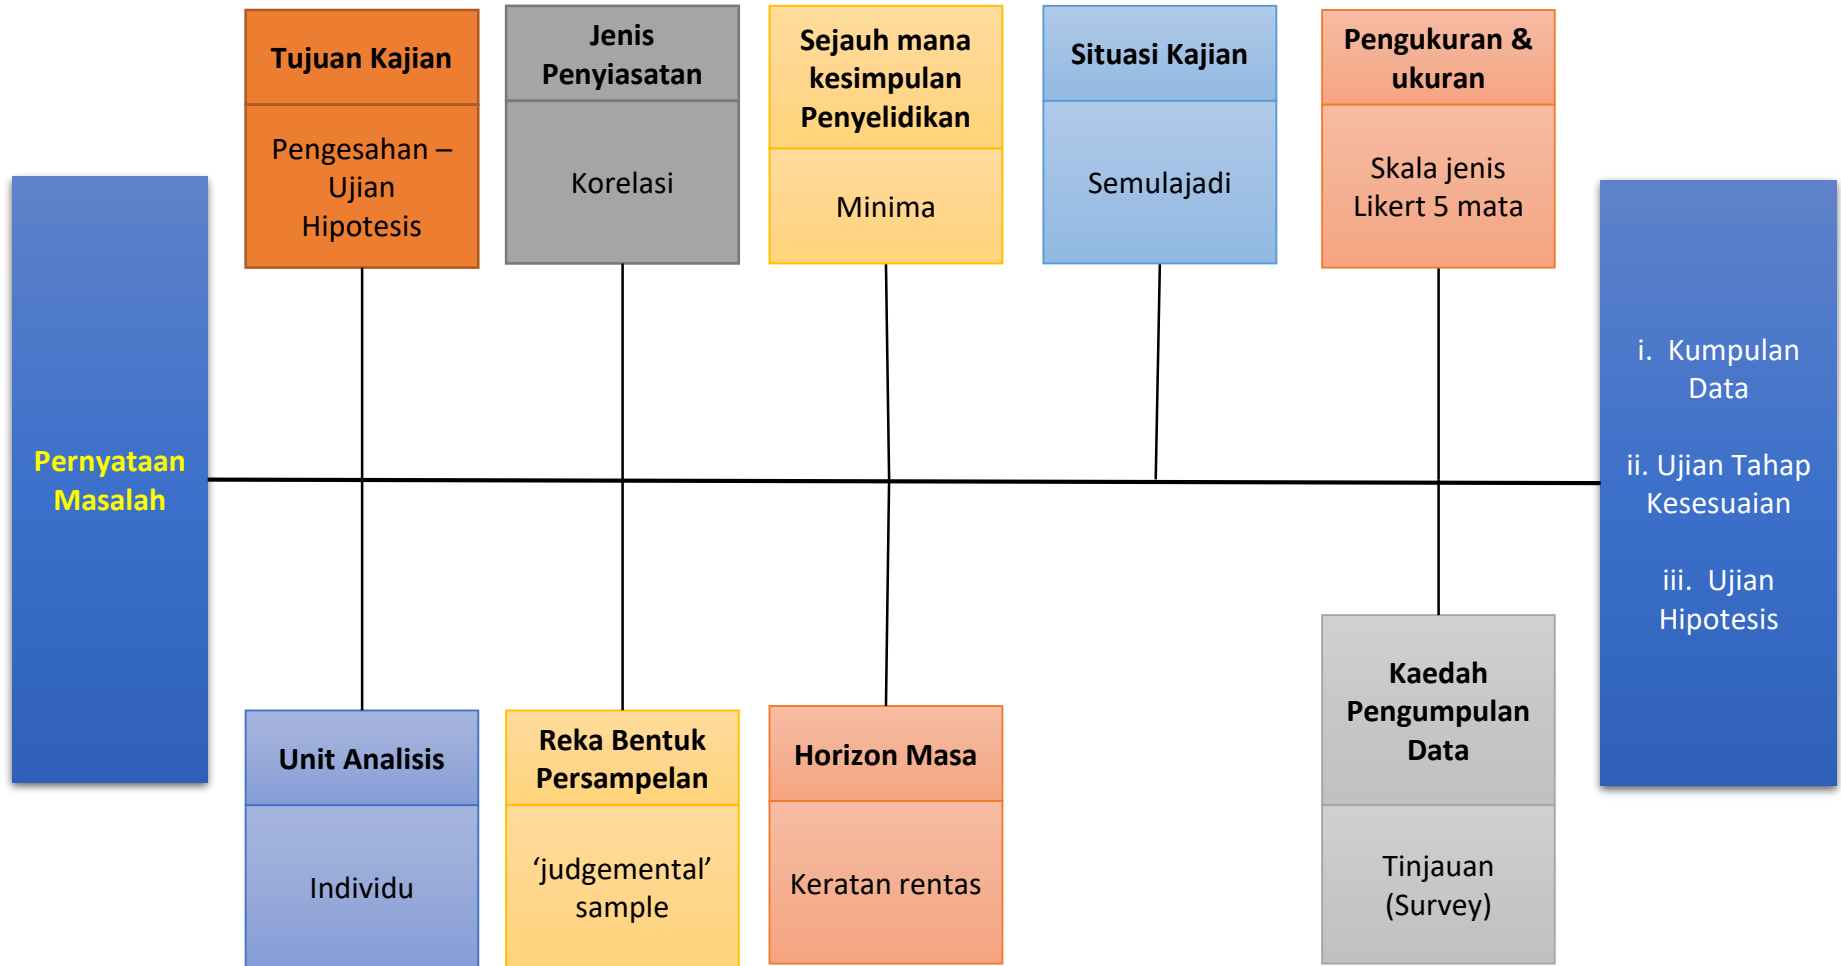 Tujuan Kajian
Pengesahan –
Ujian
Hipotesis
Jenis
Penyiasatan
Korelasi
Sejauh mana
kesimpulan
Penyelidikan
Minima
Situasi Kajian
Semulajadi
Pengukuran &
ukuran
Skala jenis
Likert 5 mata
Pernyataan
Masalah
i. Kumpulan
Data
ii. Ujian Tahap
Kesesuaian
iii. Ujian
Hipotesis
Unit Analisis
Individu
Reka Bentuk
Persampelan
‘judgemental’
sample
Horizon Masa
Keratan rentas
Kaedah
Pengumpulan
Data
Tinjauan
(Survey)